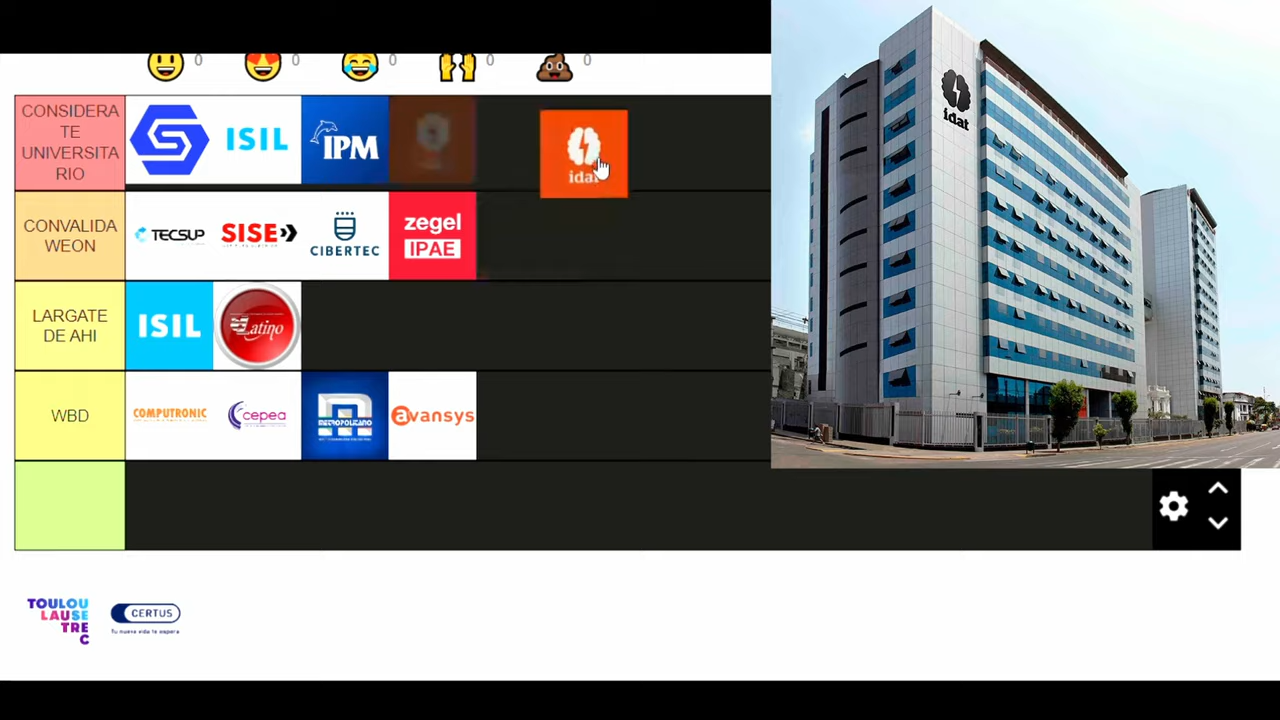 0 0 0 0 0
CONSIDERA
TE
UNIVERSITA
RIO
ISIL
IPM
idat
idat
CONVALIDA
WEON
TECSUP
SISE
CIBERTEC
zegel
IPAE
LARGATE
DE AHI
ISIL
Latino
WBD
COMPUTRONIC
cepea
METROPOLITANO
avansys
TOULOU
LAUSE
TRE
C
CERTUS
Tu nueva vida te espera